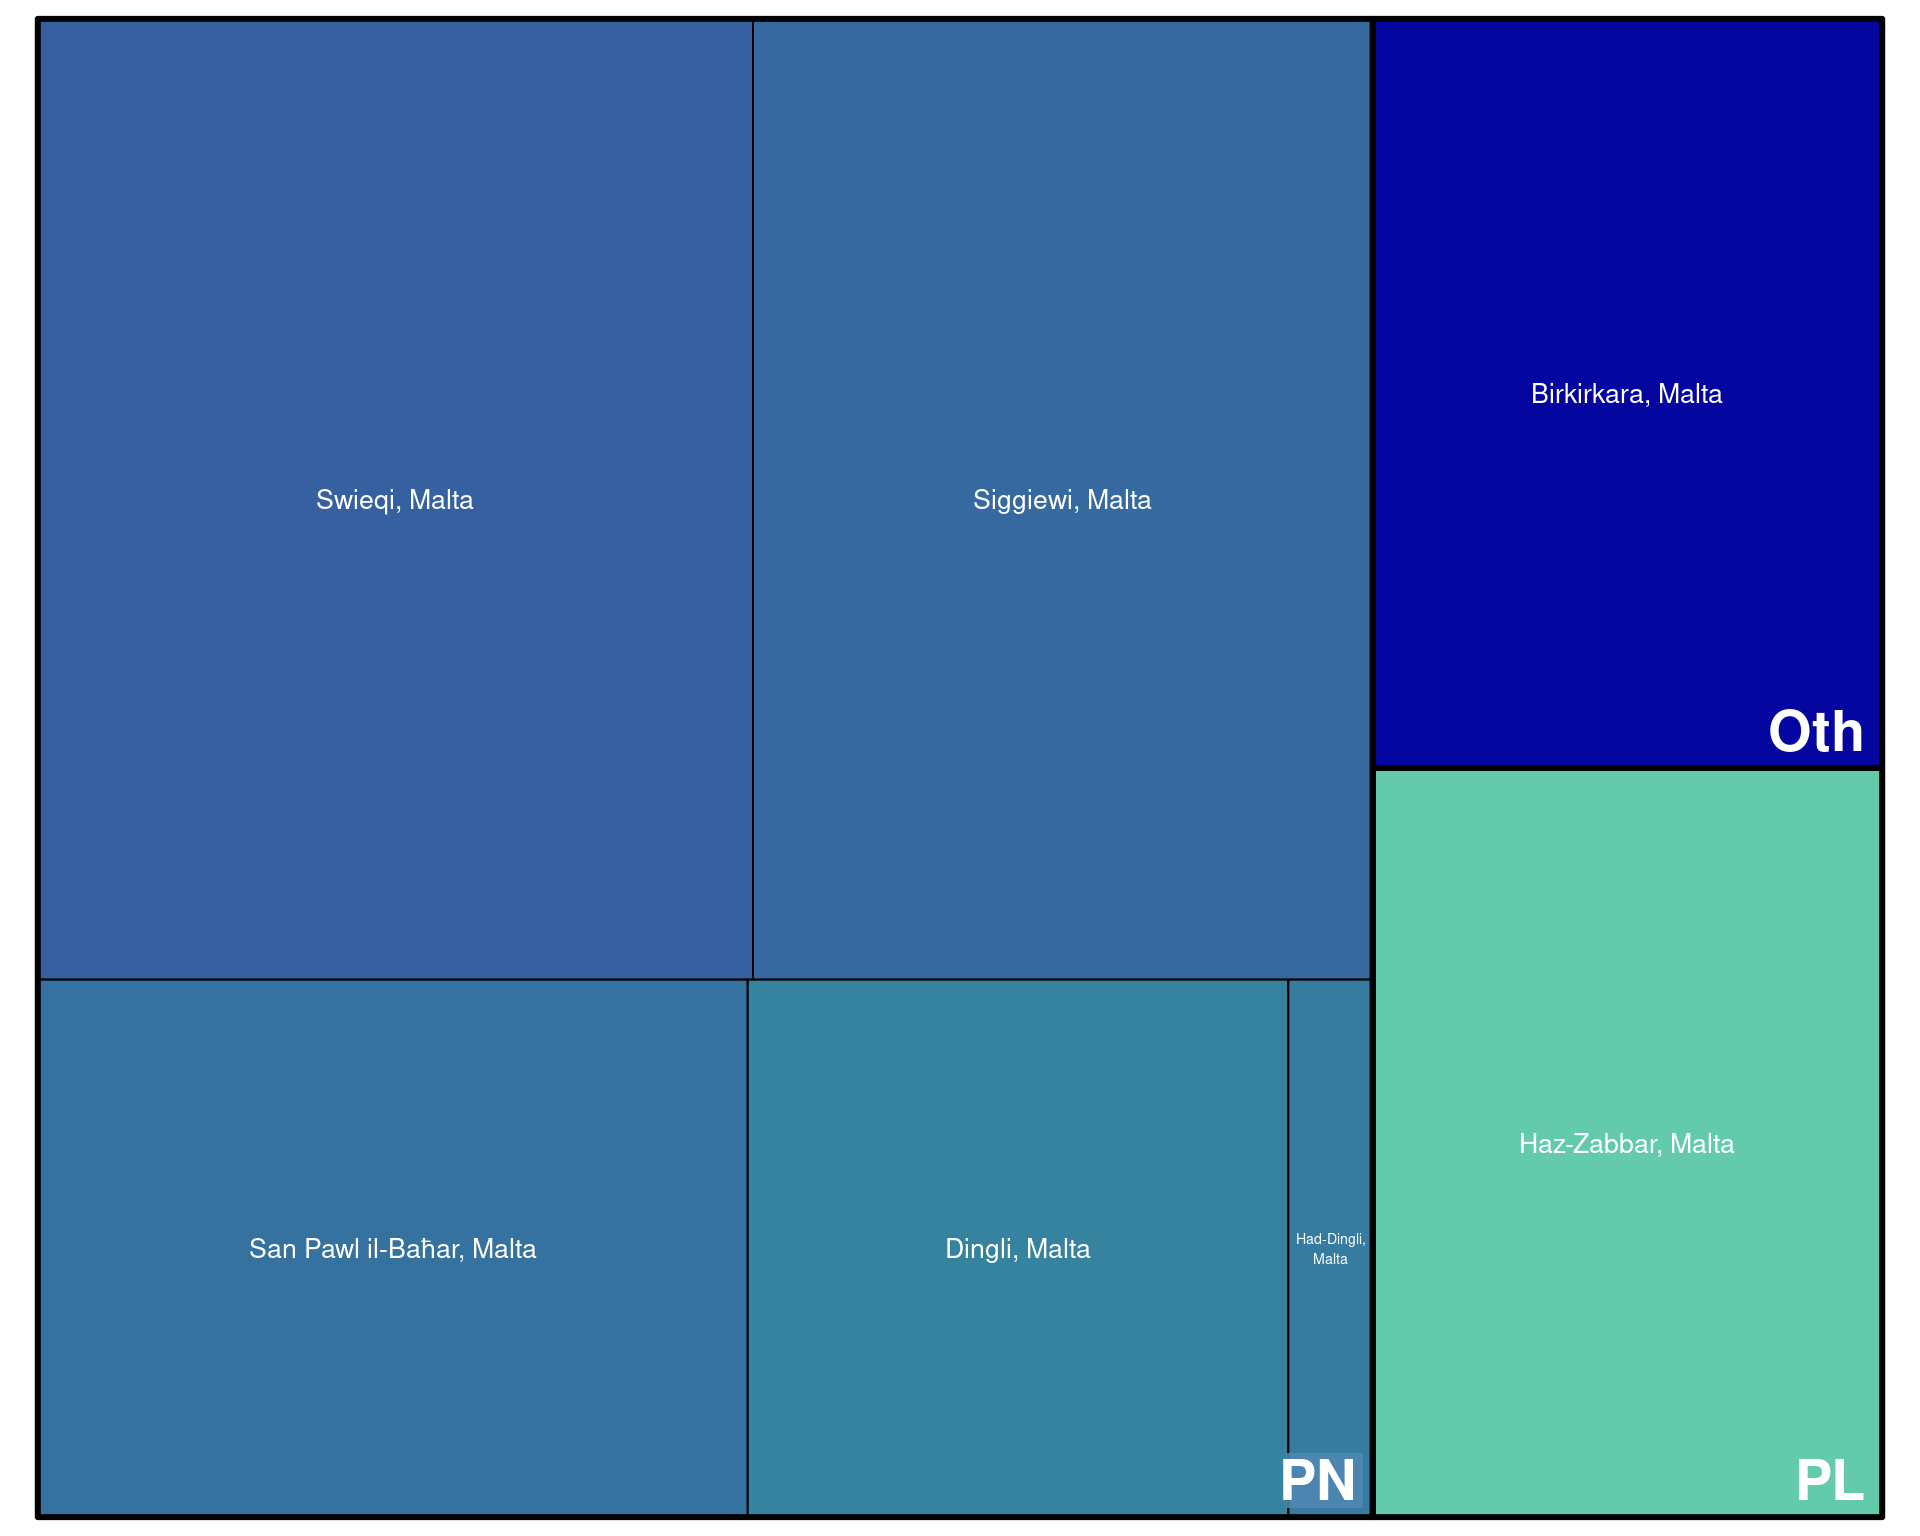 Swieqi, Malta
Siggiewi, Malta
Birkirkara, Malta
Oth
San Pawl il-Baħar, Malta
Dingli, Malta
Had-Dingli,
Malta
PN
Haz-Zabbar, Malta
PL